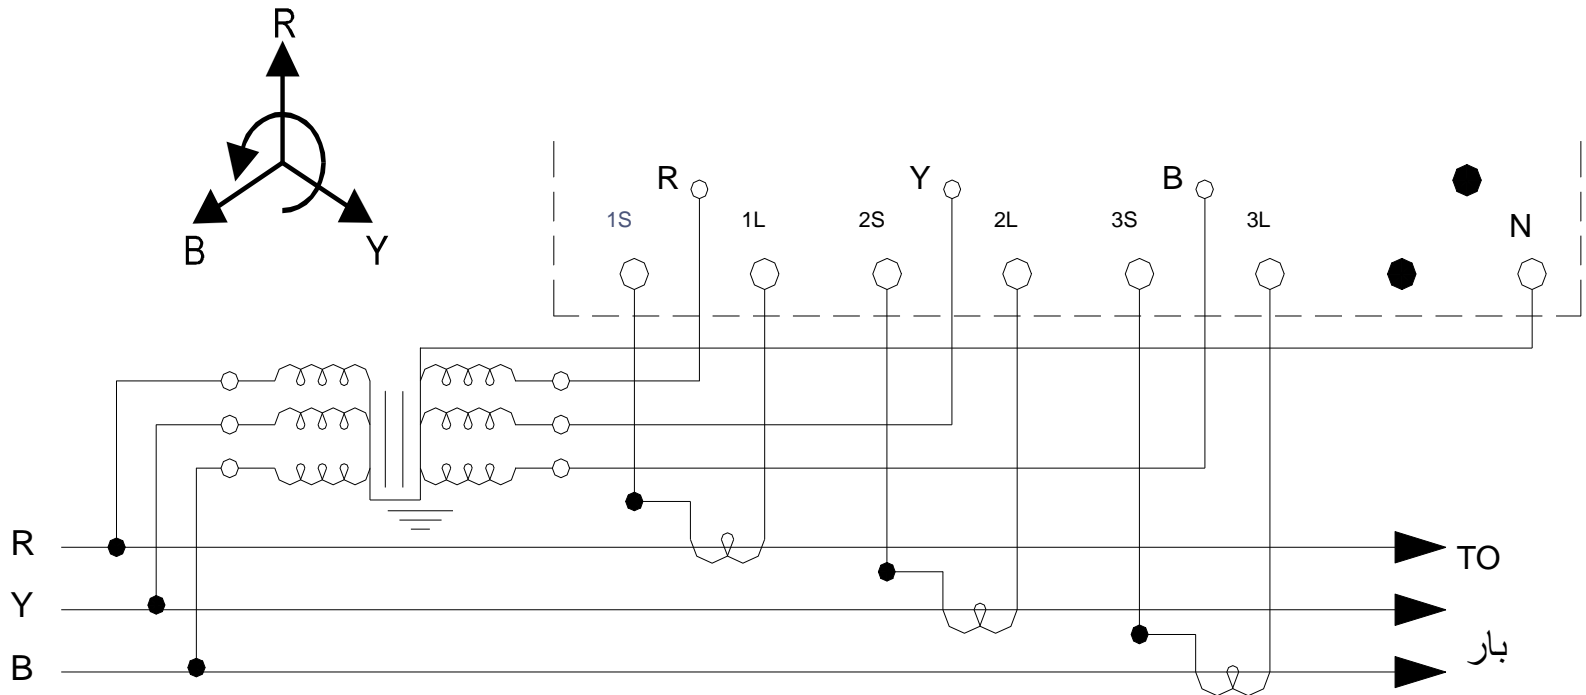 R
B Y
R Y B
1S 1L 2S 2L 3S 3L N
R
TO
Y
بار
B